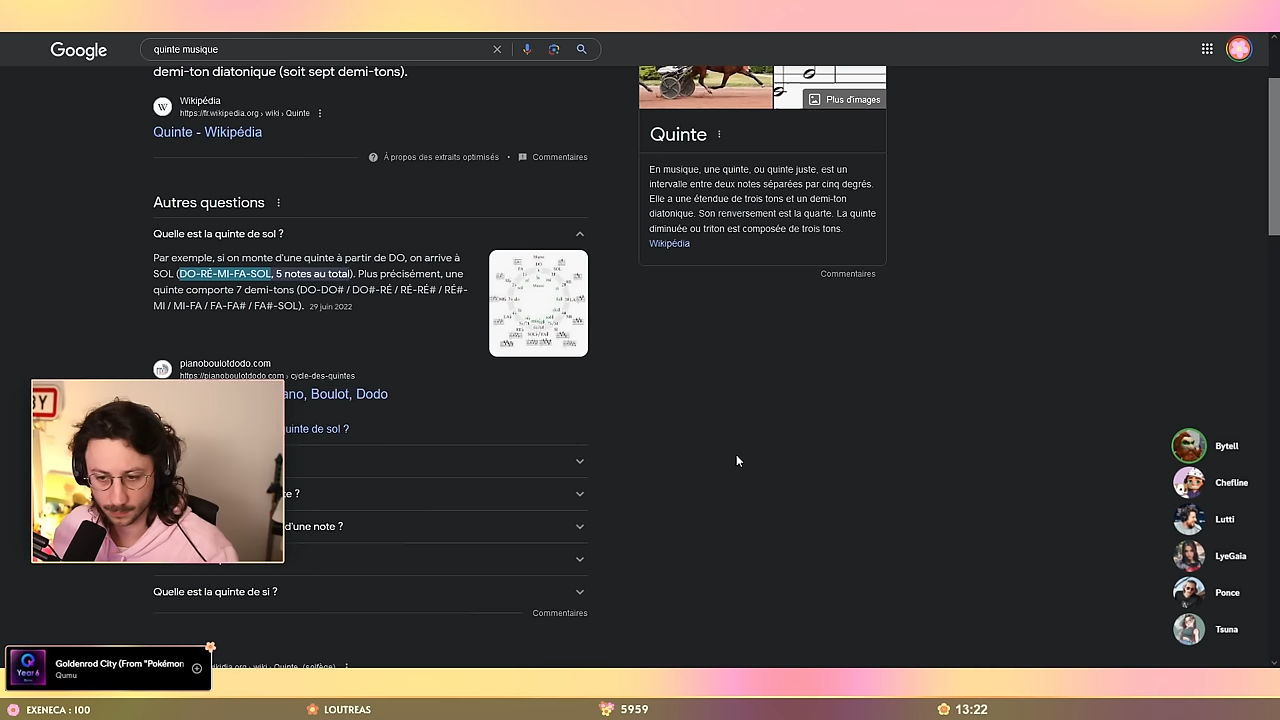 Google
quinte musique
demi-ton diatonique (soit sept demi-tons).
Wikipédia
https://fr.wikipedia.org › wiki › Quinte
Quinte - Wikipédia
À propos des extraits optimisés • Commentaires
Autres questions
Quelle est la quinte de sol ?
Par exemple, si on monte d'une quinte à partir de DO, on arrive à
SOL (DO-RÉ-MI-FA-SOL, 5 notes au total). Plus précisément, une
quinte comporte 7 demi-tons (DO-DO# / DO#-RÉ / RÉ-RÉ# / RÉ#-
MI / MI-FA / FA-FA# / FA#-SOL). 29 juin 2022
pianoboulotdodo.com
https://pianoboulotdodo.com › cycle-des-quintes
ano, Boulot, Dodo
uinte de sol ?
te ?
d'une note ?
Quelle est la quinte de si ?
Commentaires
Plus d'images
Quinte
En musique, une quinte, ou quinte juste, est un
intervalle entre deux notes séparées par cinq degrés.
Elle a une étendue de trois tons et un demi-ton
diatonique. Son renversement est la quarte. La quinte
diminuée ou triton est composée de trois tons.
Wikipédia
Commentaires
BY
Bytell
Chefline
Lutti
LyeGaia
Ponce
Tsuna
Year 6
Goldenrod City (From "Pokémon
Qumu
ikidia.org › wiki › Quinte_(solfège)
EXENECA : 100
LOUTREAS
5959
13:22